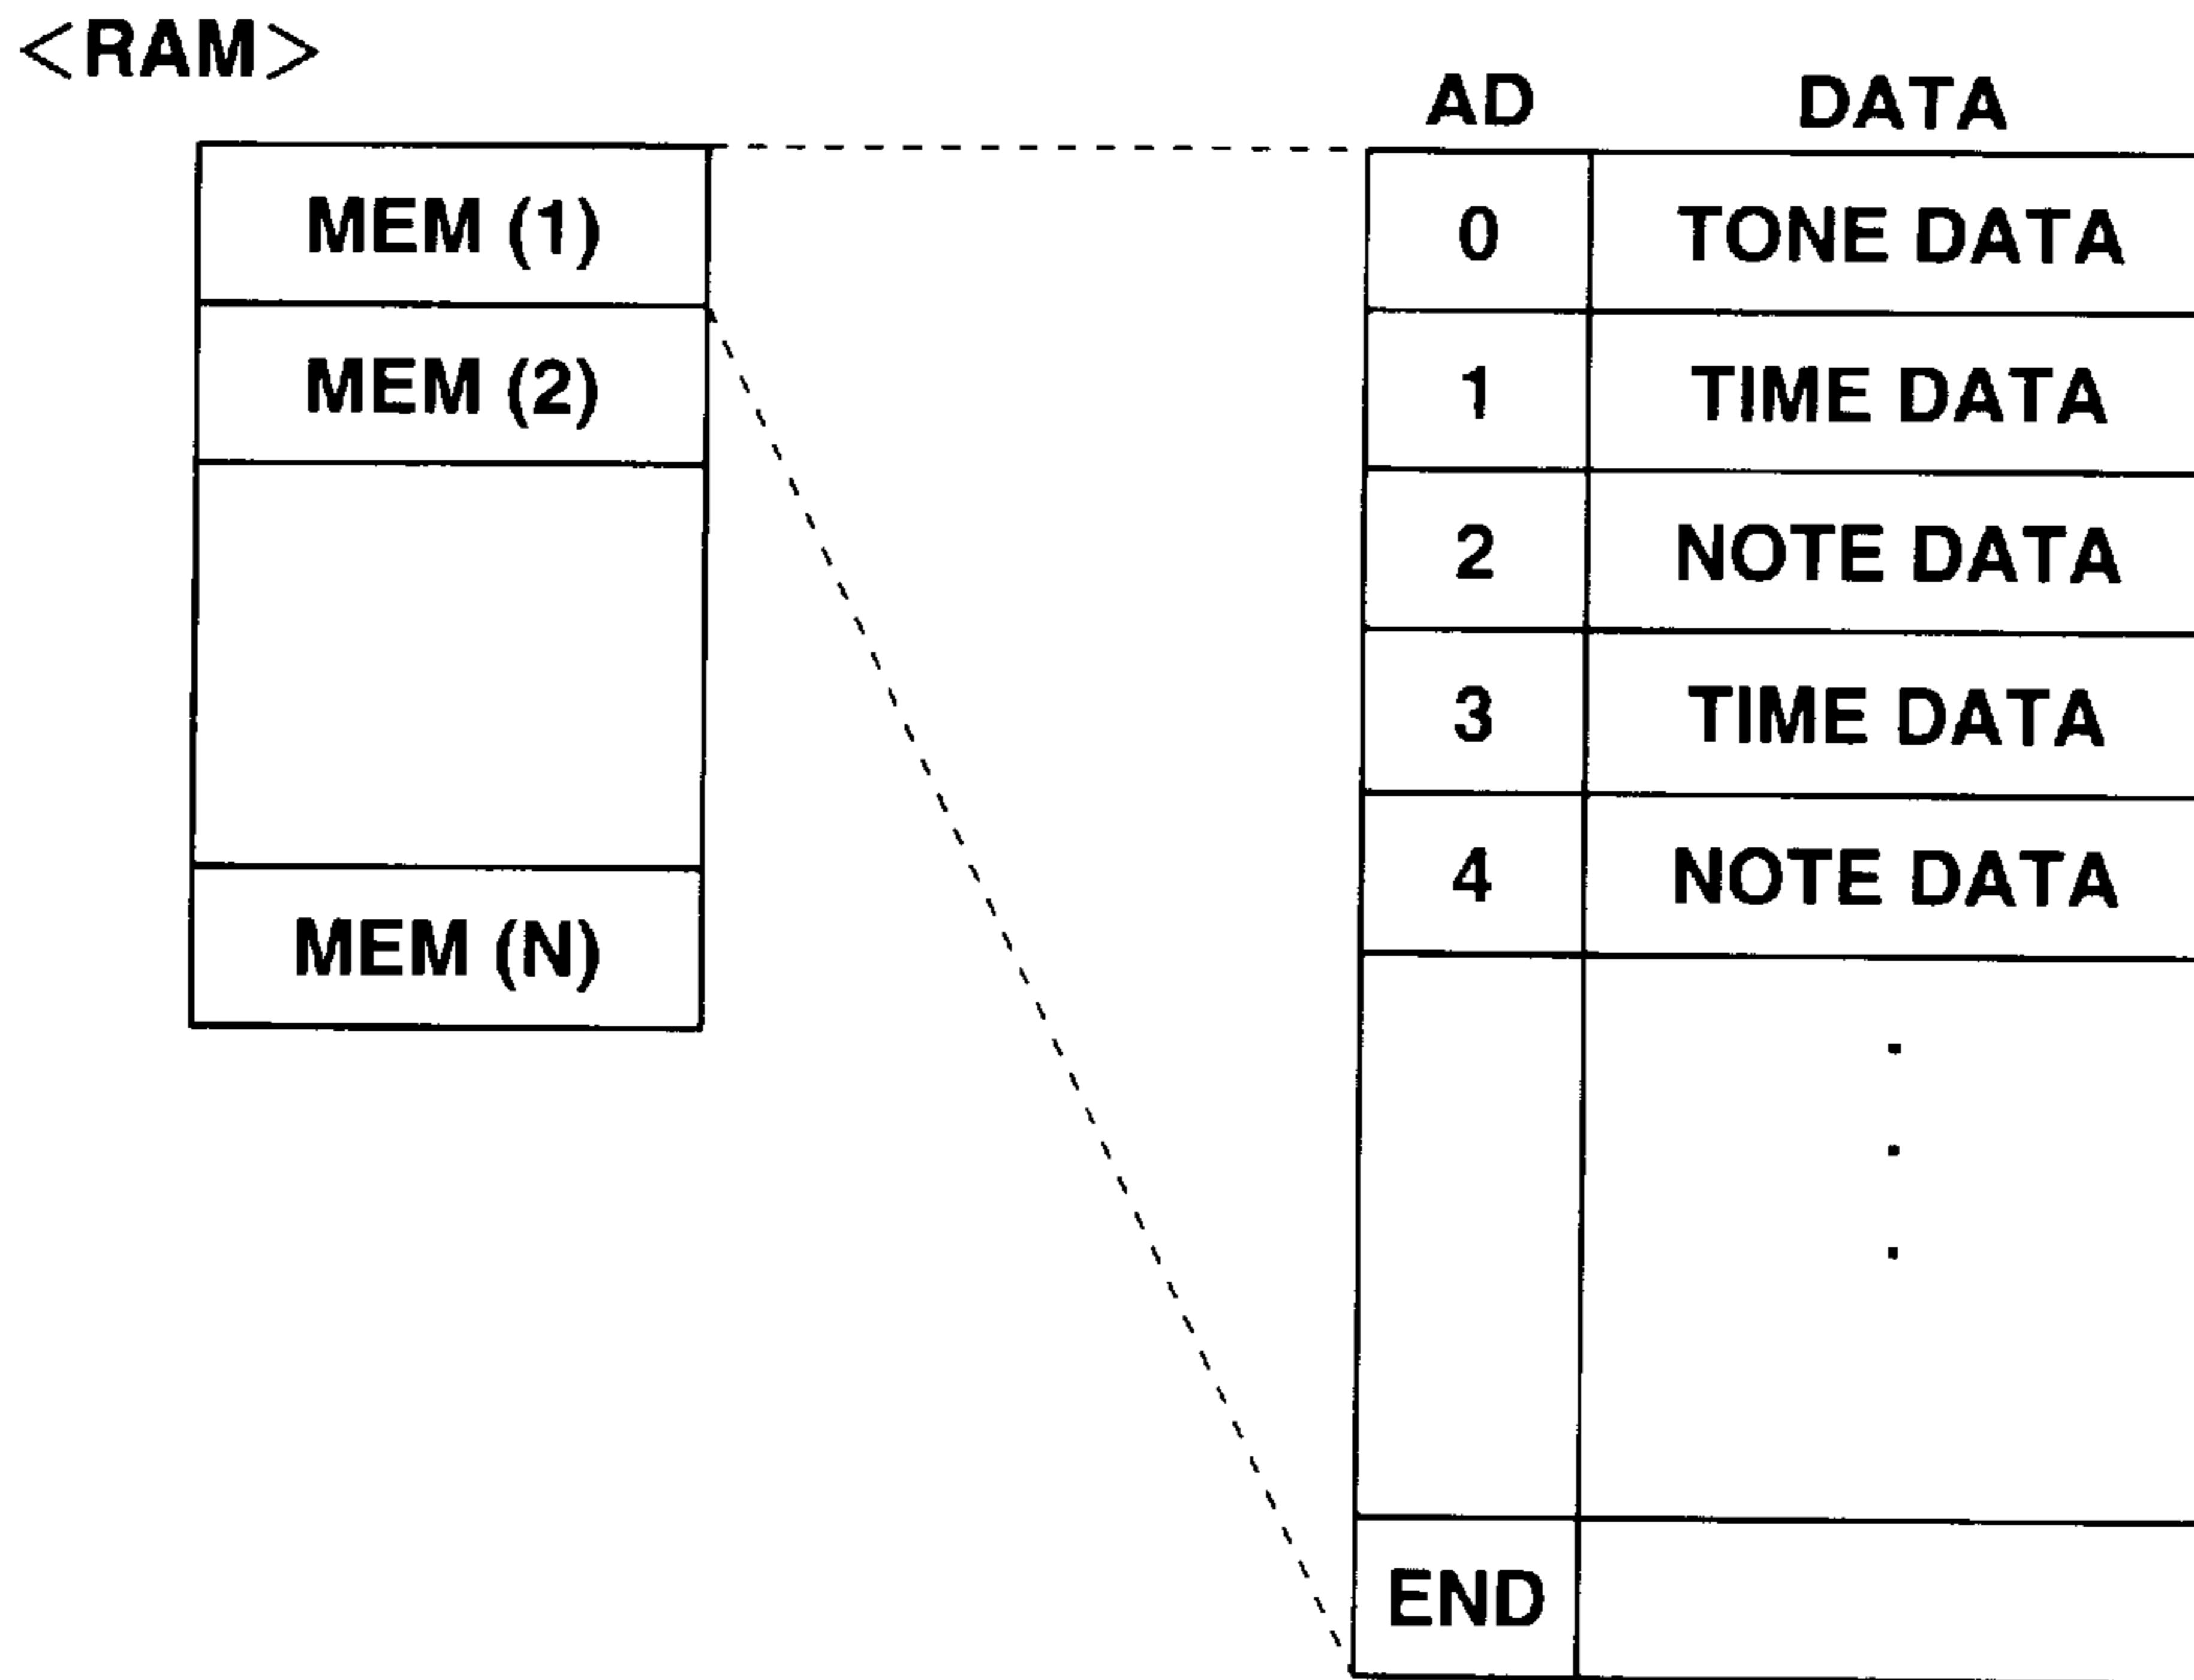 <RAM>
MEM (1)
MEM (2)
MEM (N)
AD DATA
0 TONE DATA
1 TIME DATA
2 NOTE DATA
3 TIME DATA
4 NOTE DATA
.
.
.
END